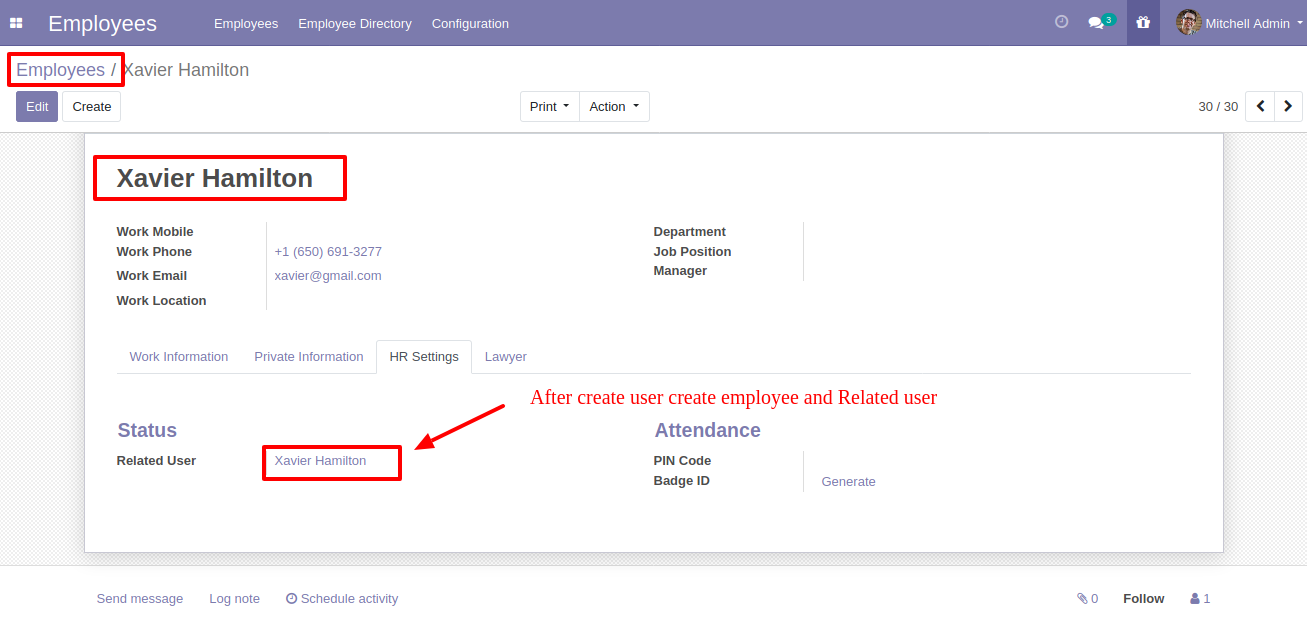 Employees Employees Employee Directory Configuration 3 Mitchell Admin
Employees / Xavier Hamilton
Edit Create Print Action 30 / 30
Xavier Hamilton
Work Mobile Department
Work Phone +1 (650) 691-3277 Job Position
Work Email xavier@gmail.com Manager
Work Location
Work Information Private Information HR Settings Lawyer
After create user create employee and Related user
Status Attendance
Related User Xavier Hamilton PIN Code
Badge ID Generate
Send message Log note Schedule activity 0 Follow 1